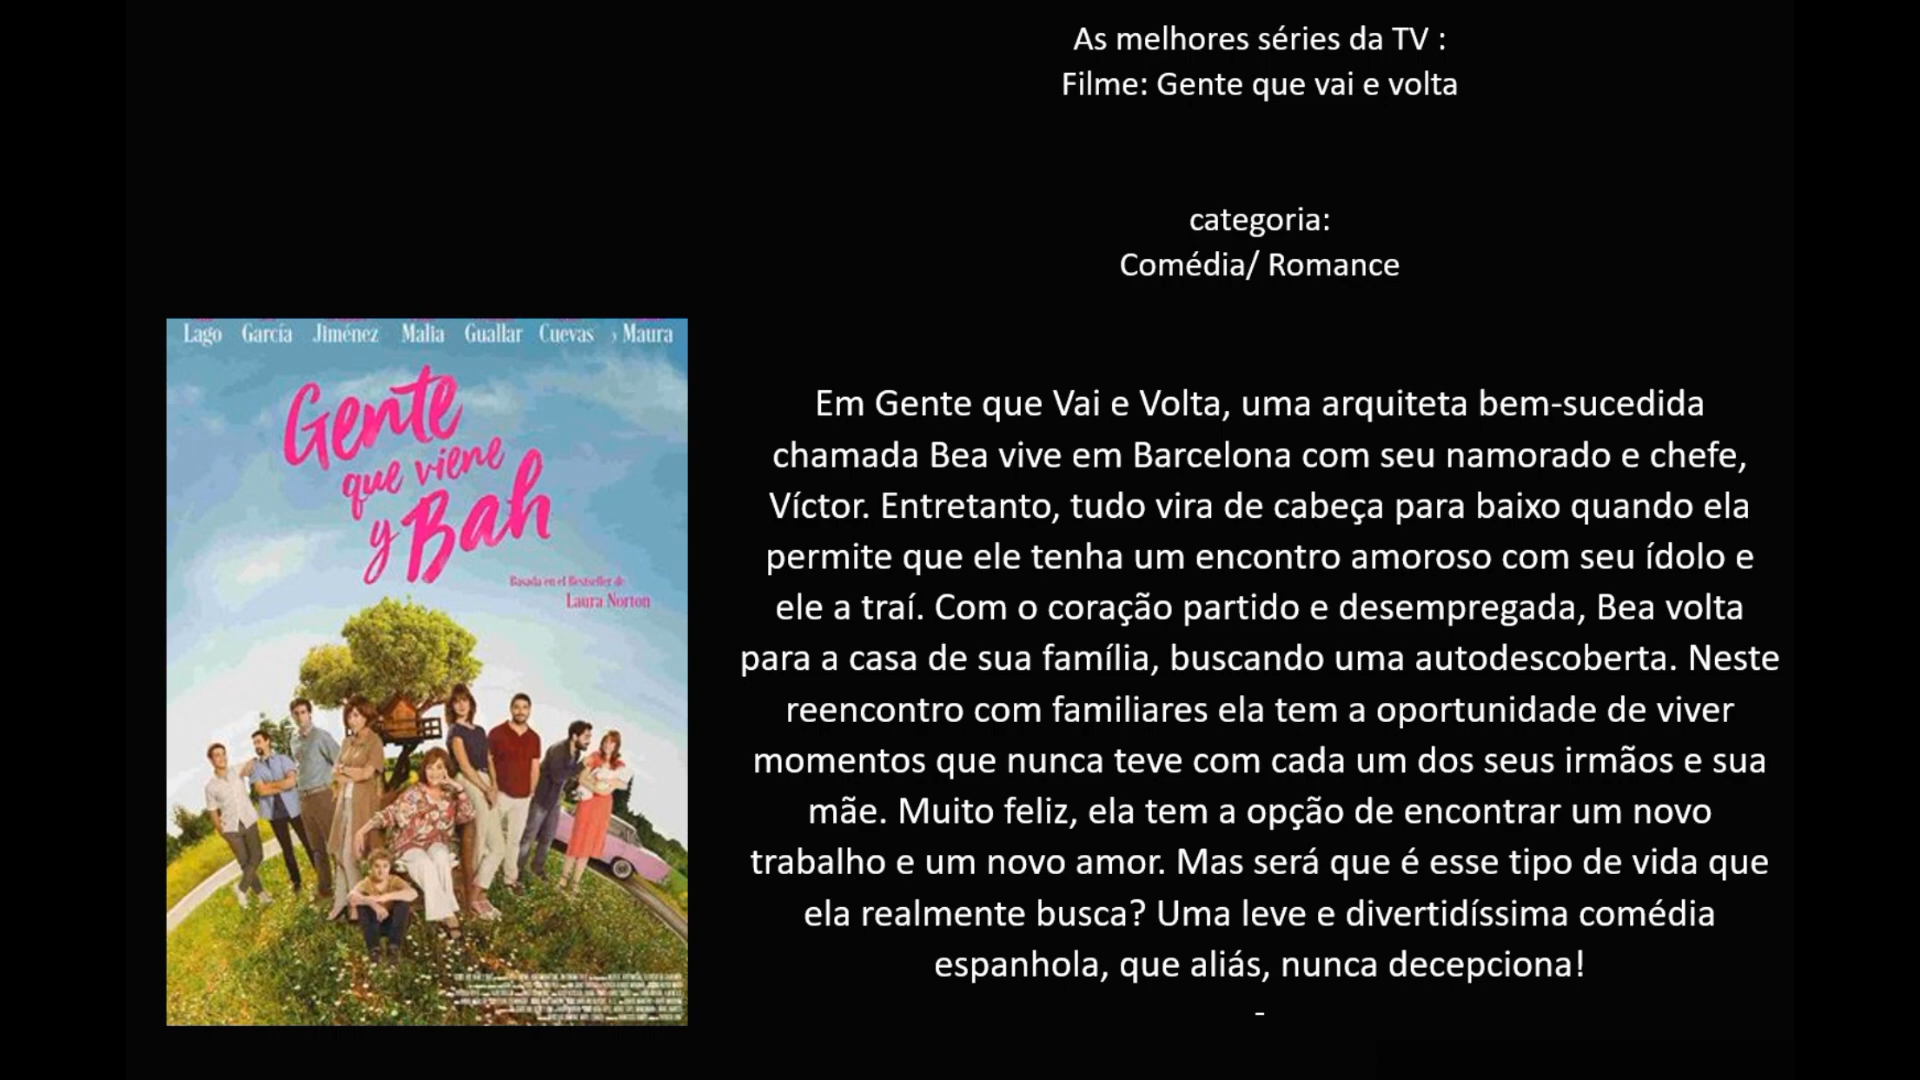 As melhores séries da TV :
Filme: Gente que vai e volta
categoria:
Comédia/ Romance
Lago García Jiménez Malia Guallar Cuevas y Maura
Gente
que viene
y Bah
Basada en el Bestseller de
Laura Norton
Em Gente que Vai e Volta, uma arquiteta bem-sucedida
chamada Bea vive em Barcelona com seu namorado e chefe,
Víctor. Entretanto, tudo vira de cabeça para baixo quando ela
permite que ele tenha um encontro amoroso com seu ídolo e
ele a traí. Com o coração partido e desempregada, Bea volta
para a casa de sua família, buscando uma autodescoberta. Neste
reencontro com familiares ela tem a oportunidade de viver
momentos que nunca teve com cada um dos seus irmãos e sua
mãe. Muito feliz, ela tem a opção de encontrar um novo
trabalho e um novo amor. Mas será que é esse tipo de vida que
ela realmente busca? Uma leve e divertidíssima comédia
espanhola, que aliás, nunca decepciona!
-